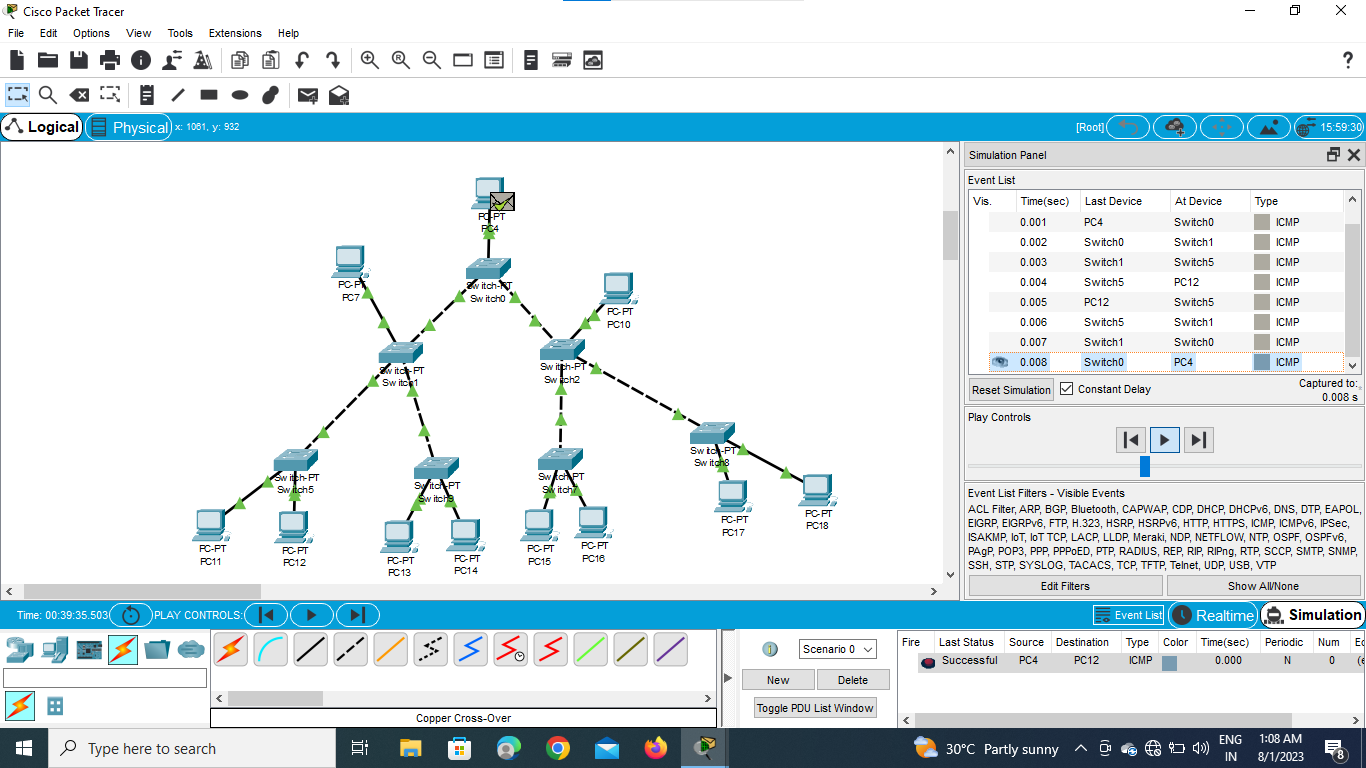 Cisco Packet Tracer
File Edit Options View Tools Extensions Help
Logical Physical x: 1061, y: 932 [Root] 15:59:30
PC-PT
PC4
PC-PT
PC7
Switch-PT
Switch0
PC-PT
PC10
Switch-PT
Switch1
Switch-PT
Switch2
Switch-PT
Switch8
Switch-PT
Switch5
Switch-PT
Switch9
Switch-PT
Switch7
PC-PT
PC11
PC-PT
PC12
PC-PT
PC13
PC-PT
PC14
PC-PT
PC15
PC-PT
PC16
PC-PT
PC17
PC-PT
PC18
Simulation Panel
Event List
Vis. Time(sec) Last Device At Device Type
0.001 PC4 Switch0 ICMP
0.002 Switch0 Switch1 ICMP
0.003 Switch1 Switch5 ICMP
0.004 Switch5 PC12 ICMP
0.005 PC12 Switch5 ICMP
0.006 Switch5 Switch1 ICMP
0.007 Switch1 Switch0 ICMP
0.008 Switch0 PC4 ICMP
Reset Simulation Constant Delay Captured to:
0.008 s
Play Controls
Event List Filters - Visible Events
ACL Filter, ARP, BGP, Bluetooth, CAPWAP, CDP, DHCP, DHCPv6, DNS, DTP, EAPOL,
EIGRP, EIGRPv6, FTP, H.323, HSRP, HSRPv6, HTTP, HTTPS, ICMP, ICMPv6, IPSec,
ISAKMP, IoT, IoT TCP, LACP, LLDP, Meraki, NDP, NETFLOW, NTP, OSPF, OSPFv6,
PAgP, POP3, PPP, PPPoED, PTP, RADIUS, REP, RIP, RIPng, RTP, SCCP, SMTP, SNMP,
SSH, STP, SYSLOG, TACACS, TCP, TFTP, Telnet, UDP, USB, VTP
Edit Filters Show All/None
Time: 00:39:35.503 PLAY CONTROLS: Event List Realtime Simulation
Copper Cross-Over
Scenario 0
New Delete
Toggle PDU List Window
Fire Last Status Source Destination Type Color Time(sec) Periodic Num
Successful PC4 PC12 ICMP 0.000 N 0
Type here to search
30°C Partly sunny
ENG
IN
1:08 AM
8/1/2023
8